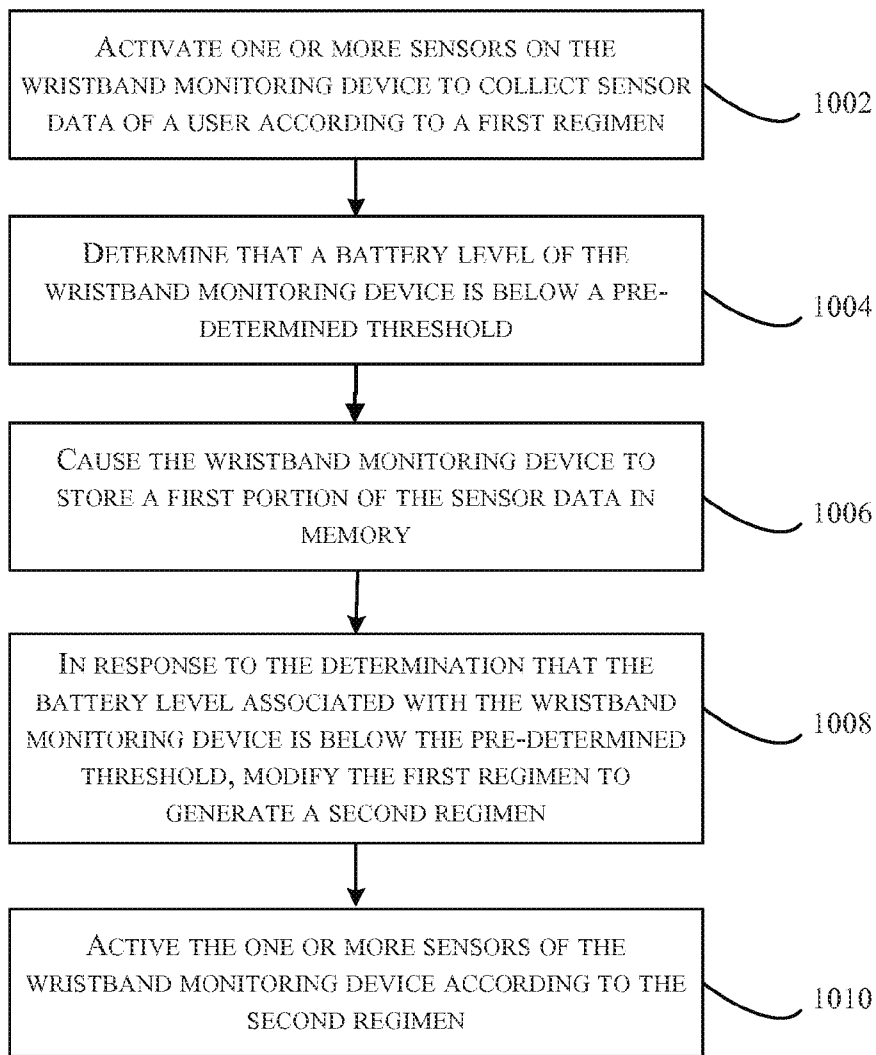 ACTIVATE ONE OR MORE SENSORS ON THE
WRISTBAND MONITORING DEVICE TO COLLECT SENSOR
DATA OF A USER ACCORDING TO A FIRST REGIMEN
1002
DETERMINE THAT A BATTERY LEVEL OF THE
WRISTBAND MONITORING DEVICE IS BELOW A PRE-
DETERMINED THRESHOLD
1004
CAUSE THE WRISTBAND MONITORING DEVICE TO
STORE A FIRST PORTION OF THE SENSOR DATA IN
MEMORY
1006
IN RESPONSE TO THE DETERMINATION THAT THE
BATTERY LEVEL ASSOCIATED WITH THE WRISTBAND
MONITORING DEVICE IS BELOW THE PRE-DETERMINED
THRESHOLD, MODIFY THE FIRST REGIMEN TO
GENERATE A SECOND REGIMEN
1008
ACTIVE THE ONE OR MORE SENSORS OF THE
WRISTBAND MONITORING DEVICE ACCORDING TO THE
SECOND REGIMEN
1010